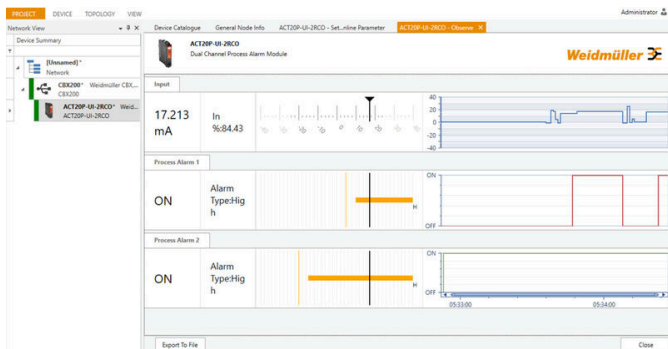 PROJECT DEVICE TOPOLOGY VIEW Administrator
Network View
Device Catalogue General Node Info ACT20P-UI-2RCO - Set...nline Parameter ACT20P-UI-2RCO - Observe
Device Summary
[Unnamed]*
Network
CBX200* Weidmüller CBX...
CBX200
ACT20P-UI-2RCO* Weid...
ACT20P-UI-2RCO
ACT20P-UI-2RCO
Dual Channel Process Alarm Module
Weidmüller
Input
17.213
mA
In
%:84.43
40
20
0
-20
-40
Process Alarm 1
ON
Alarm
Type:Hig
h
H
ON
OFF
Process Alarm 2
ON
Alarm
Type:Hig
h
H
ON
OFF
05:33:00 05:34:00
Export To File Close